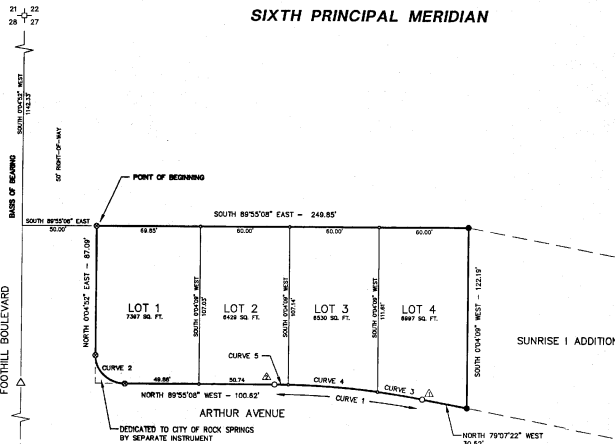 21 22
28 27
SIXTH PRINCIPAL MERIDIAN
SOUTH 0°04'52" WEST
1142.33'
BASIS OF BEARING
50' RIGHT-OF-WAY
POINT OF BEGINNING
SOUTH 89°55'08" EAST
50.00'
SOUTH 89°55'08" EAST - 249.85'
69.85'
60.00'
60.00'
60.00'
NORTH 0°04'52" EAST - 87.09'
LOT 1
7367 SQ. FT.
SOUTH 0°04'09" WEST
107.03'
LOT 2
6429 SQ. FT.
SOUTH 0°04'09" WEST
107.14'
LOT 3
6530 SQ. FT.
SOUTH 0°04'09" WEST
111.61'
LOT 4
6997 SQ. FT.
SOUTH 0°04'09" WEST - 122.19'
SUNRISE I ADDITION
FOOTHILL BOULEVARD
CURVE 2
49.88'
50.74
2
CURVE 5
CURVE 4
CURVE 3
1
CURVE 1
NORTH 89°55'08" WEST - 100.62'
ARTHUR AVENUE
DEDICATED TO CITY OF ROCK SPRINGS
BY SEPARATE INSTRUMENT
NORTH 79°07'22" WEST
30.52'